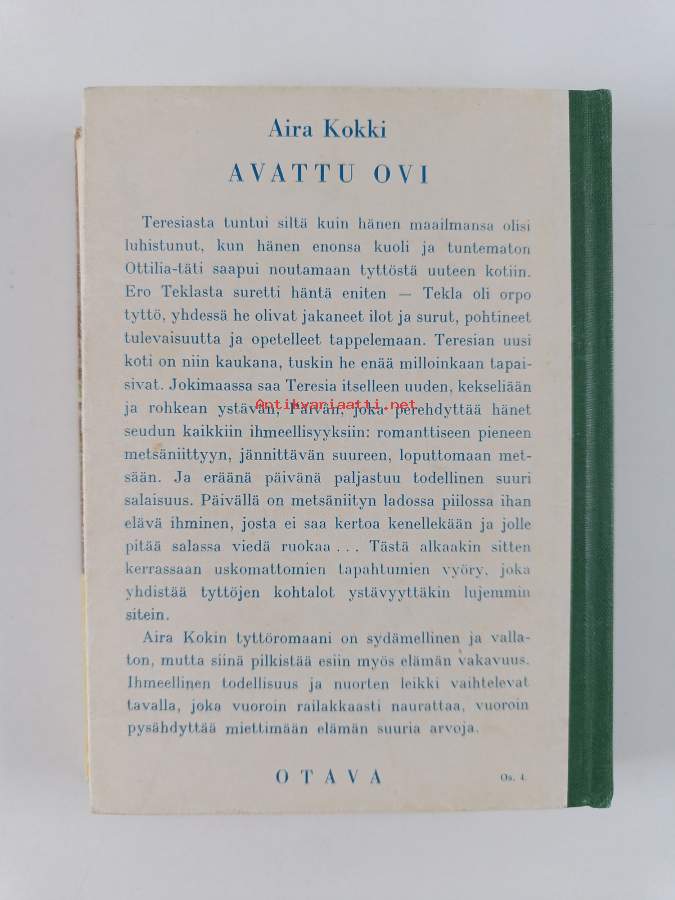 Aira Kokki
AVATTU OVI
Teresiasta tuntui siltä kuin hänen maailmansa olisi
luhistunut, kun hänen enonsa kuoli ja tuntematon
Ottilia-täti saapui noutamaan tyttöstä uuteen kotiin.
Ero Teklasta suretti häntä eniten — Tekla oli orpo
tyttö, yhdessä he olivat jakaneet ilot ja surut, pohtineet
tulevaisuutta ja opetelleet tappelemaan. Teresian uusi
koti on niin kaukana, tuskin he enää milloinkaan tapai-
sivat. Jokimaassa saa Teresia itselleen uuden, kekseliään
Antikvariaatti.net
ja rohkean ystävän, Päivän, joka perehdyttää hänet
seudun kaikkiin ihmeellisyyksiin: romanttiseen pieneen
metsäniittyyn, jännittävän suureen, loputtomaan met-
sään. Ja eräänä päivänä paljastuu todellinen suuri
salaisuus. Päivällä on metsäniityn ladossa piilossa ihan
elävä ihminen, josta ei saa kertoa kenellekään ja jolle
pitää salassa viedä ruokaa ... Tästä alkaakin sitten
kerrassaan uskomattomien tapahtumien vyöry, joka
yhdistää tyttöjen kohtalot ystävyyttäkin lujemmin
sitein.
Aira Kokin tyttöromaani on sydämellinen ja valla-
ton, mutta siinä pilkistää esiin myös elämän vakavuus.
Ihmeellinen todellisuus ja nuorten leikki vaihtelevat
tavalla, joka vuoroin railakkaasti naurattaa, vuoroin
pysähdyttää miettimään elämän suuria arvoja.
OTAVA
Os. 4.